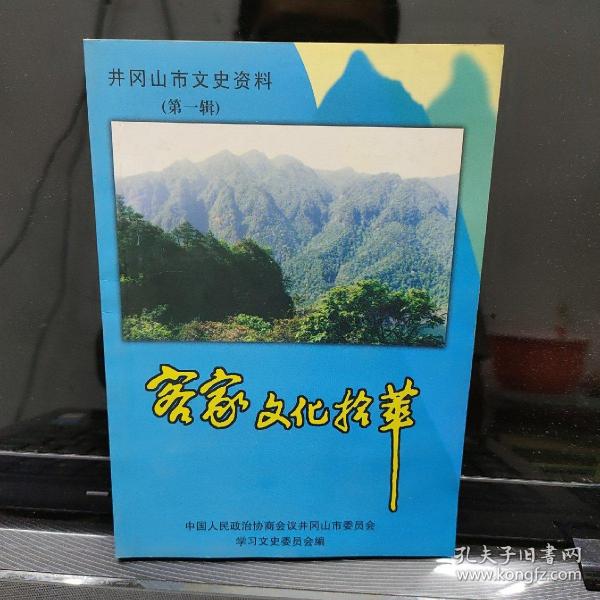 井冈山市文史资料
(第一辑)
客家文化拾萃
中国人民政治协商会议井冈山市委员会
学习文史委员会编
孔夫子旧书网
www.kongfz.com